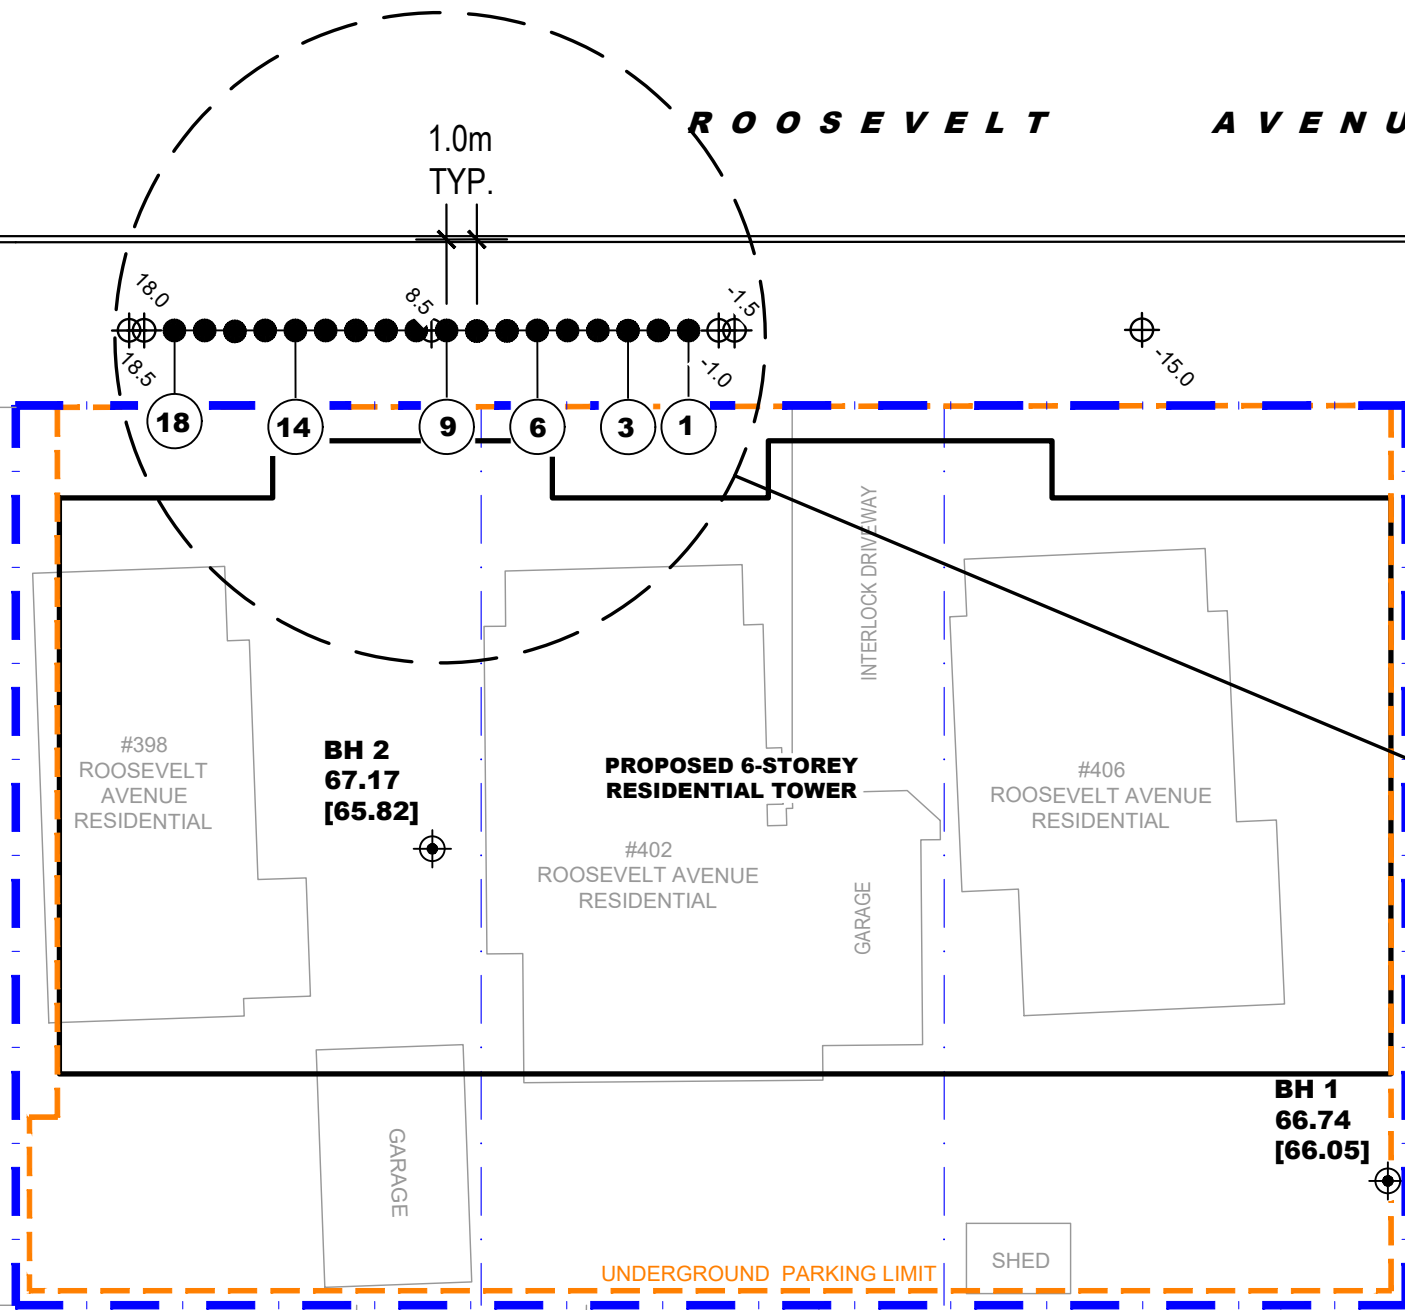 ROOSEVELT AVENU
1.0m
TYP.
18.0
8.5
-1.5
18.5
-1.0
-15.0
18
14
9
6
3
1
INTERLOCK DRIVEWAY
#398
ROOSEVELT
AVENUE
RESIDENTIAL
BH 2
67.17
[65.82]
PROPOSED 6-STOREY
RESIDENTIAL TOWER
#402
ROOSEVELT AVENUE
RESIDENTIAL
GARAGE
#406
ROOSEVELT AVENUE
RESIDENTIAL
BH 1
66.74
[66.05]
GARAGE
SHED
UNDERGROUND PARKING LIMIT